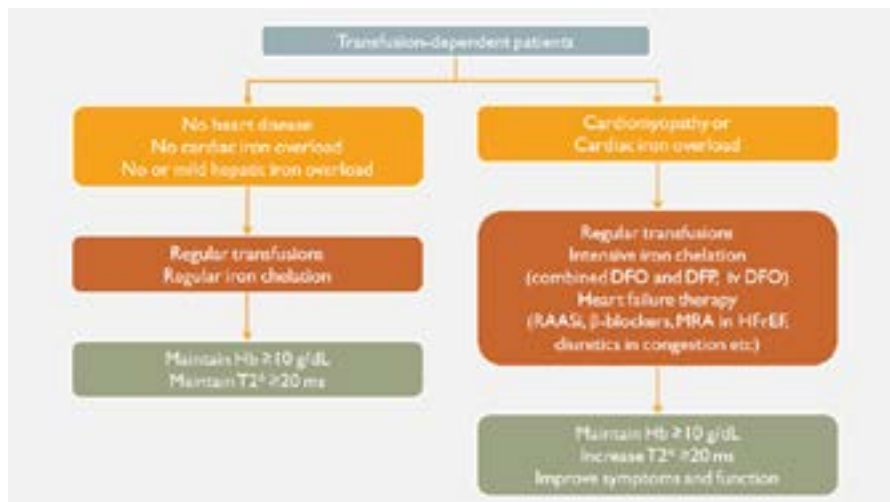 Transfusion-dependent patients
No heart disease
No cardiac iron overload
No or mild hepatic iron overload
Regular transfusions
Regular iron chelation
Maintain Hb ≥10 g/dL
Maintain T2* ≥20 ms
Cardiomyopathy or
Cardiac iron overload
Regular transfusions
Intensive iron chelation
(combined DFO and DFP, iv DFO)
Heart failure therapy
(RAASi, β-blockers, MRA in HFrEF,
diuretics in congestion etc)
Maintain Hb ≥10 g/dL
Increase T2* ≥20 ms
Improve symptoms and function